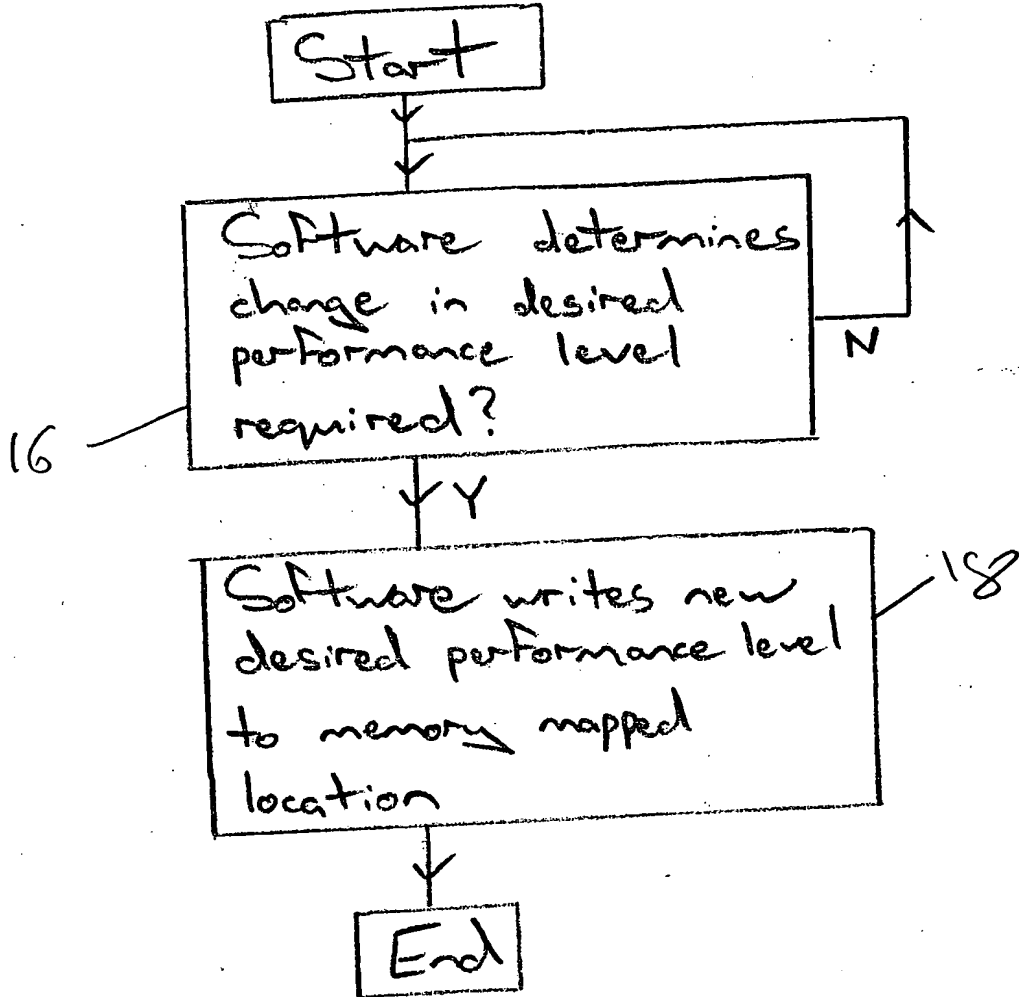 Start
Software determines
change in desired
performance level
required?
N
16
Y
Software writes new
desired performance level
to memory mapped
location
18
End